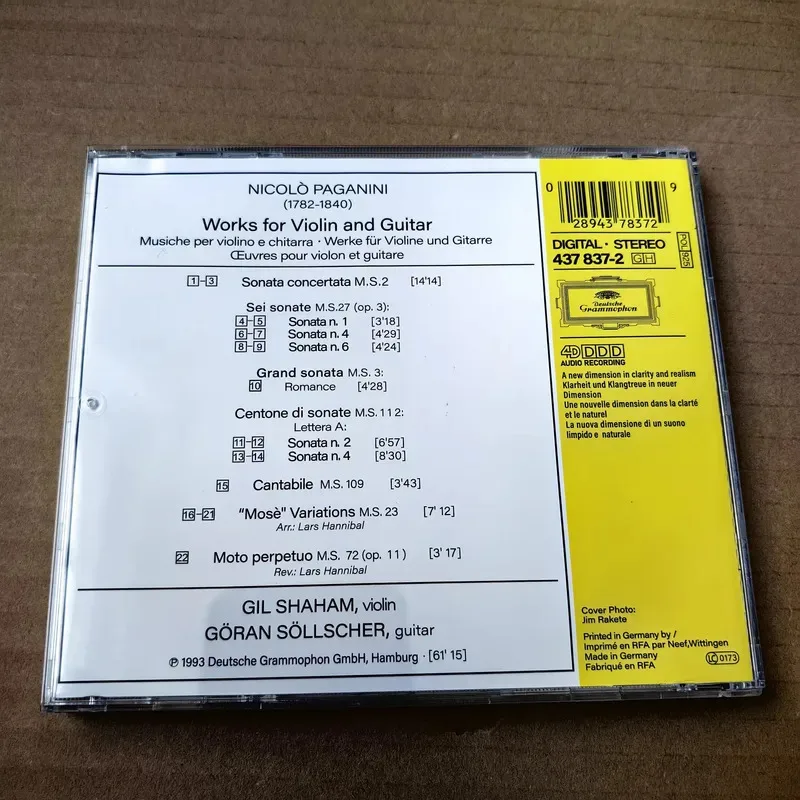 NICOLÒ PAGANINI
(1782-1840)
Works for Violin and Guitar
Musiche per violino e chitarra · Werke für Violine und Gitarre
Œuvres pour violon et guitare
1-3 Sonata concertata M.S.2 [14'14]
Sei sonate M.S.27 (op. 3):
4-5 Sonata n. 1 [3'18]
6-7 Sonata n. 4 [4'29]
8-9 Sonata n. 6 [4'24]
Grand sonata M.S. 3:
10 Romance [4'28]
Centone di sonate M.S.112:
Lettera A:
11-12 Sonata n. 2 [6'57]
13-14 Sonata n. 4 [8'30]
15 Cantabile M.S. 109 [3'43]
16-21 “Mosè” Variations M.S. 23 [7' 12]
Arr.: Lars Hannibal
22 Moto perpetuo M.S. 72 (op. 11) [3' 17]
Rev.: Lars Hannibal
GIL SHAHAM, violin
GÖRAN SÖLLSCHER, guitar
℗ 1993 Deutsche Grammophon GmbH, Hamburg · [61' 15]
0 28943 78372 9
DIGITAL · STEREO
437 837-2 GH
POL 925
Deutsche
Grammophon
4D DDD
AUDIO RECORDING
A new dimension in clarity and realism
Klarheit und Klangtreue in neuer
Dimension
Une nouvelle dimension dans la clarté
et le naturel
La nuova dimensione di un suono
limpido e naturale
Cover Photo:
Jim Rakete
Printed in Germany by /
Imprimé en RFA par Neef,Wittingen
Made in Germany
Fabriqué en RFA
LC 0173